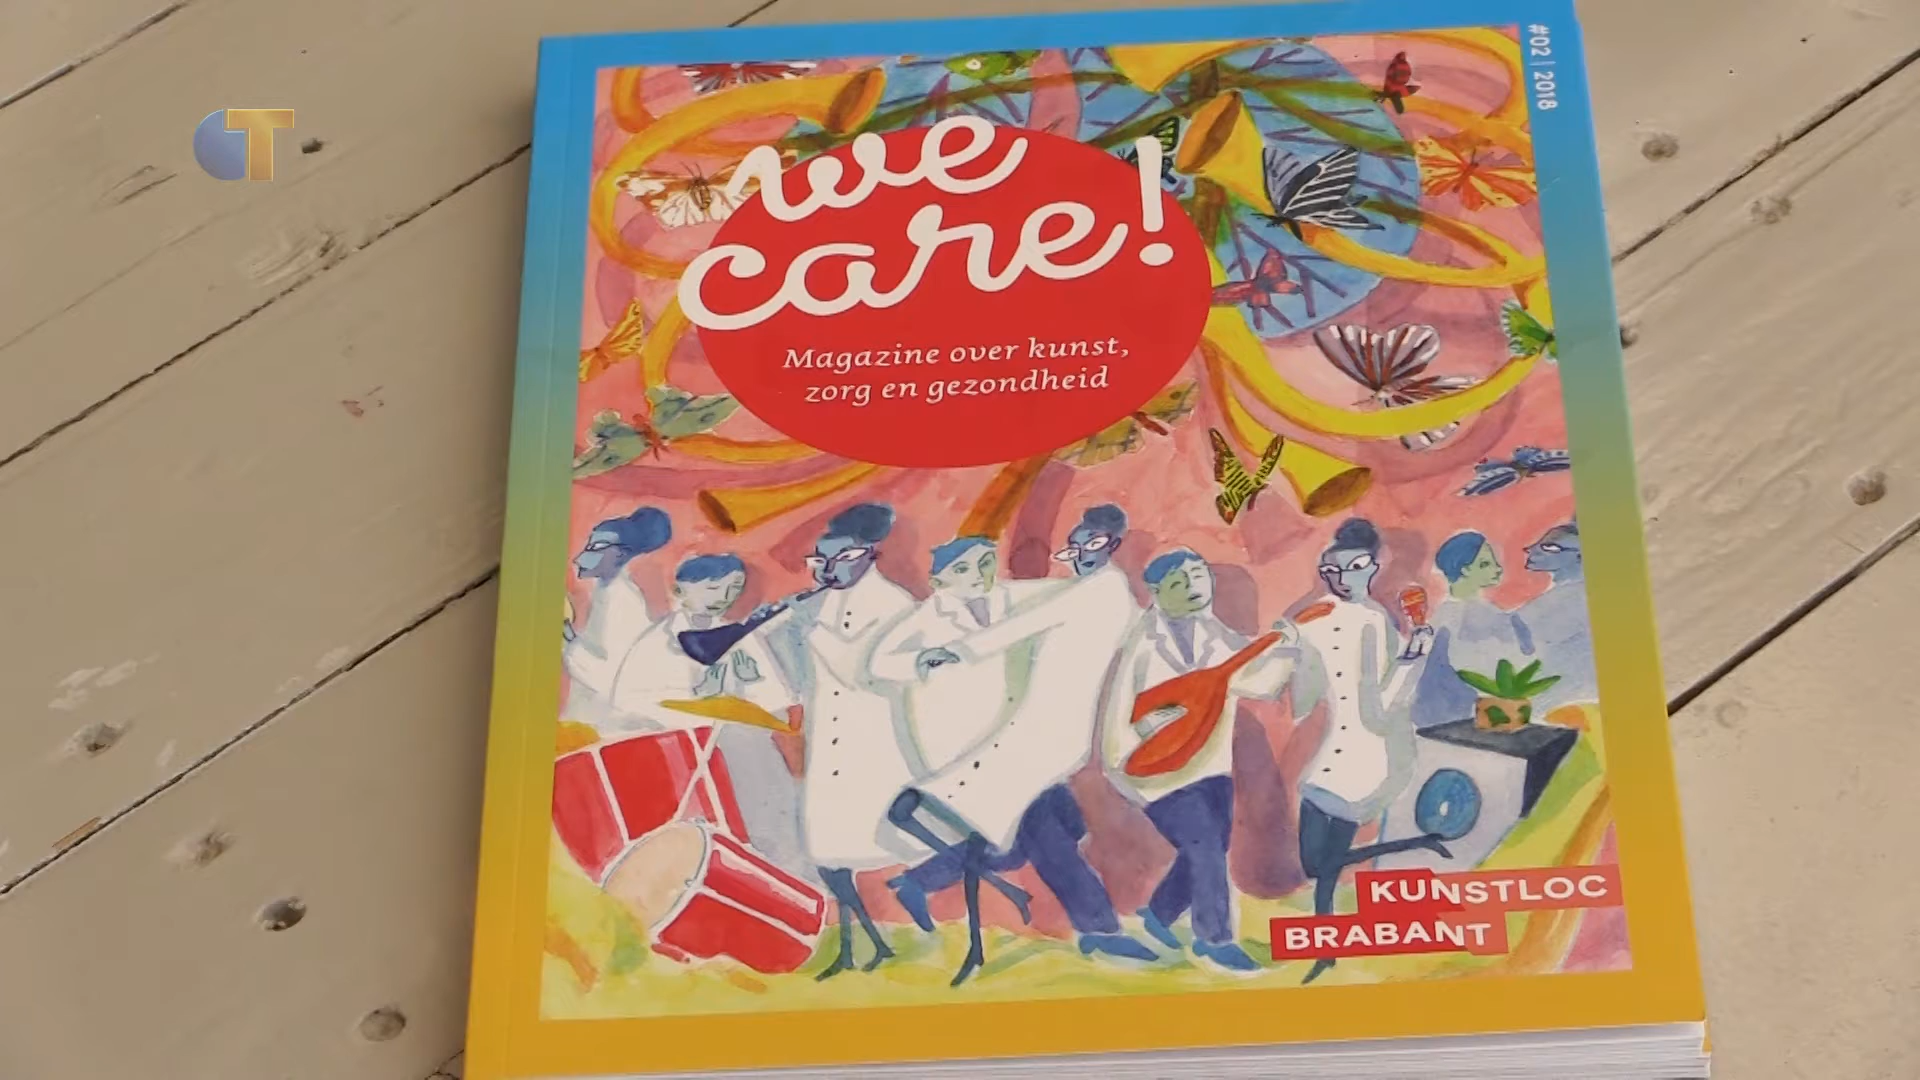 T
#02 | 2018
we
care!
Magazine over kunst,
zorg en gezondheid
KUNSTLOC
BRABANT